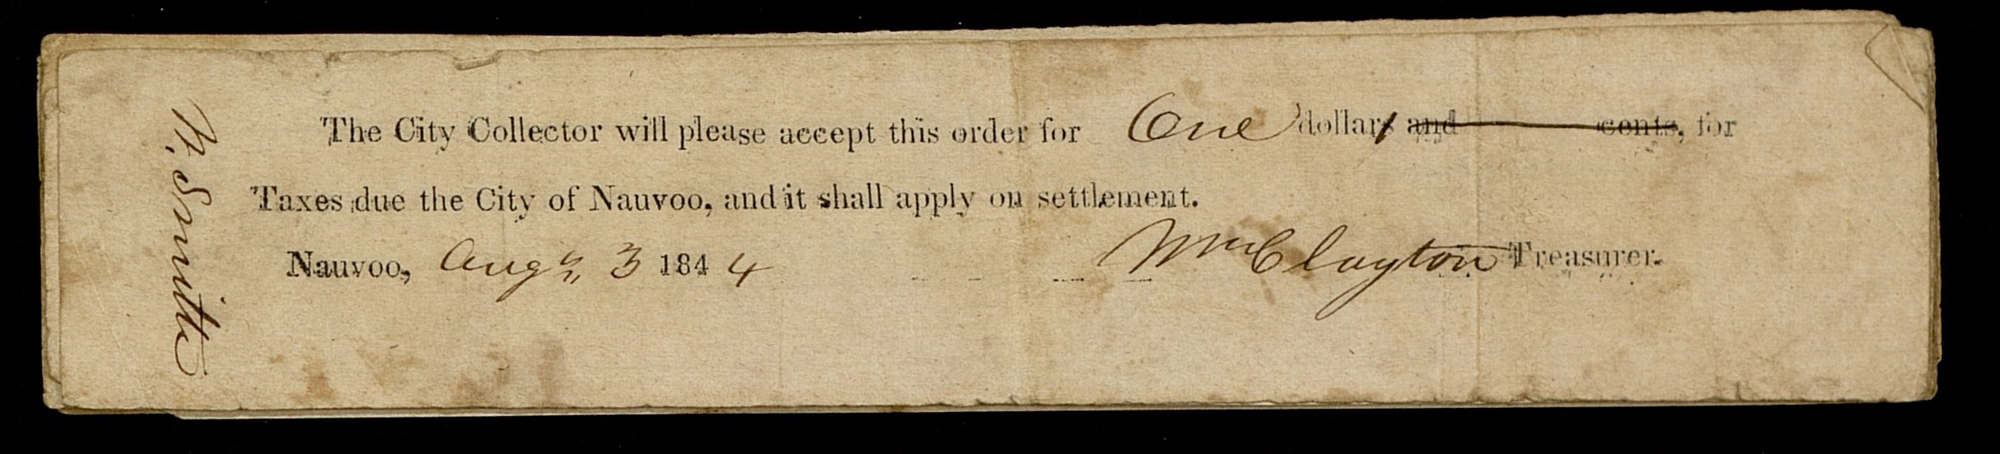 The City Collector will please accept this order for One dollars and cents, for
Taxes due the City of Nauvoo, and it shall apply on settlement.
Nauvoo, Augt 3 1844 Wm Clayton Treasurer.
Smith